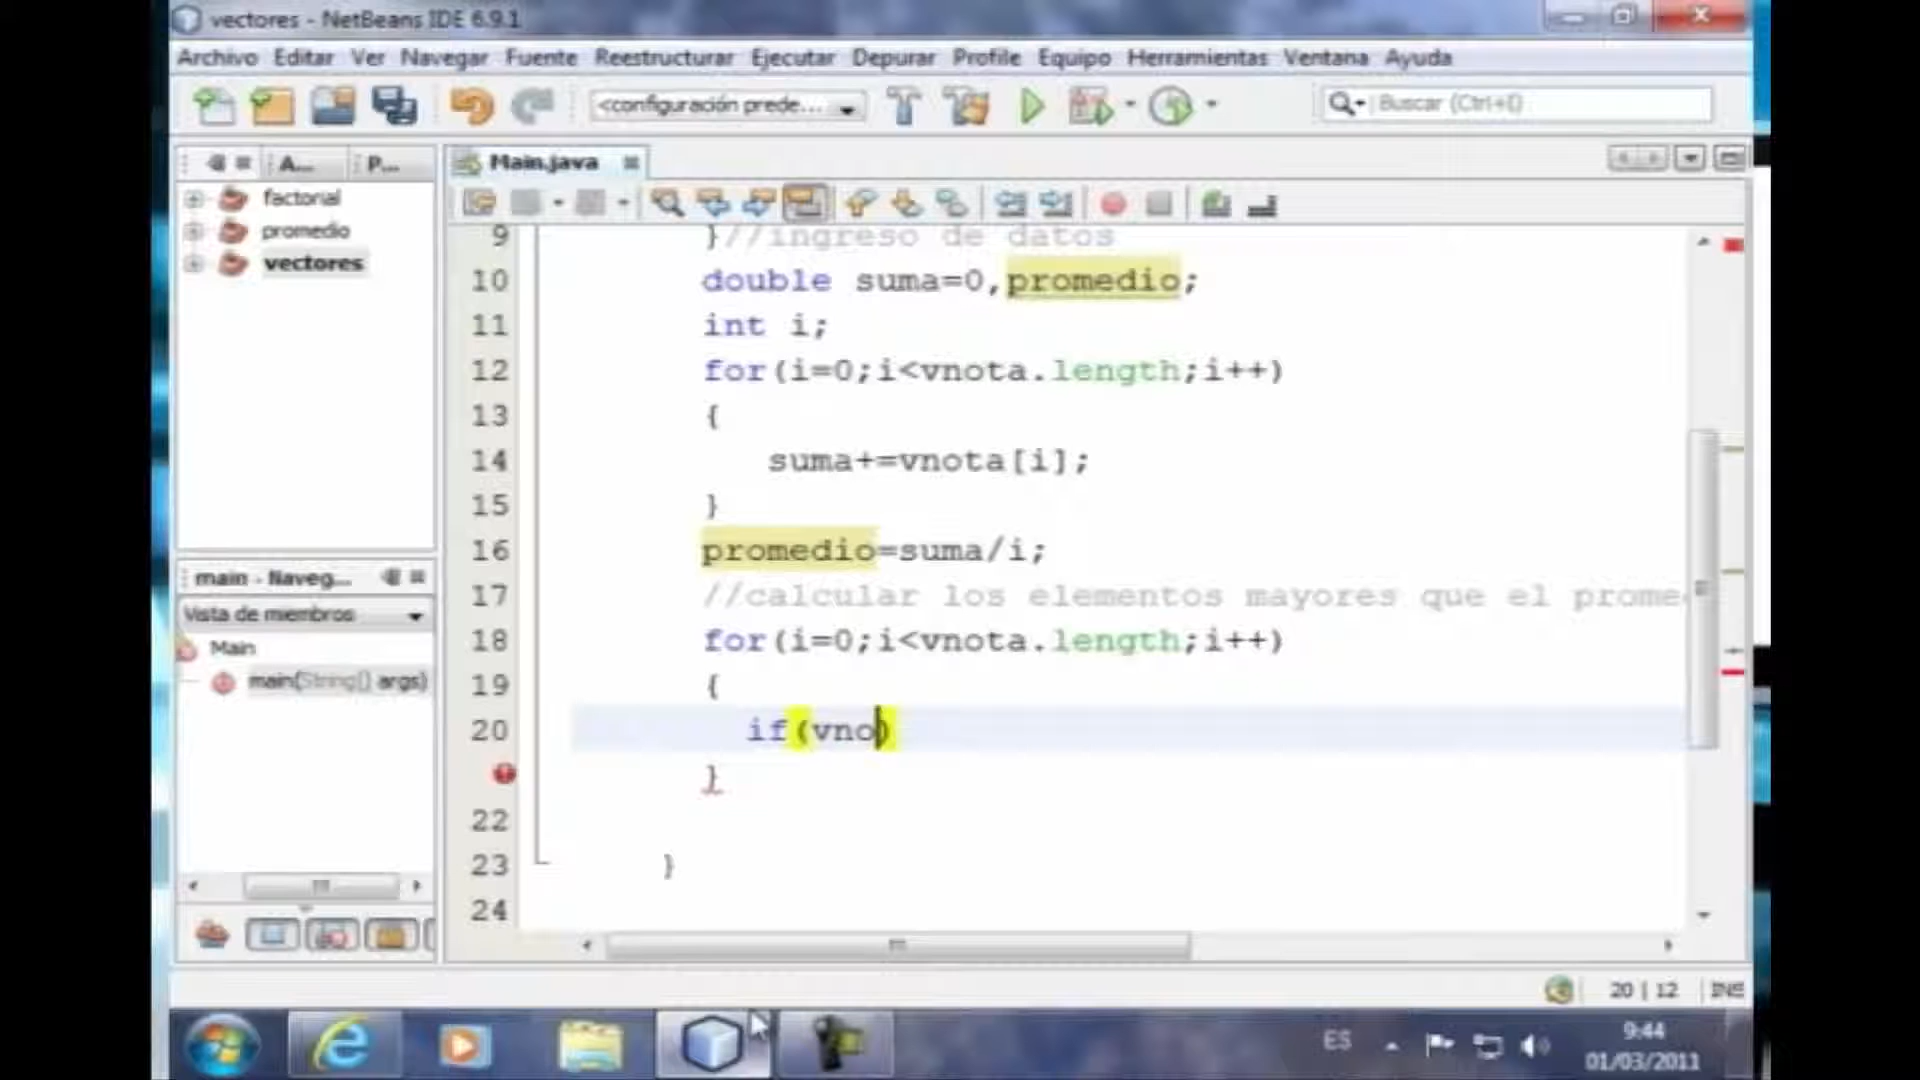 vectores - NetBeans IDE 6.9.1
Archivo Editar Ver Navegar Fuente Reestructurar Ejecutar Depurar Profile Equipo Herramientas Ventana Ayuda
<configuración prede...
Buscar (Ctrl+I)
A... P...
Main.java
factorial
promedio
vectores
main - Naveg...
Vista de miembros
Main
main(String[] args)
9 }//ingreso de datos
10 double suma=0,promedio;
11 int i;
12 for(i=0;i<vnota.length;i++)
13 {
14 suma+=vnota[i];
15 }
16 promedio=suma/i;
17 //calcular los elementos mayores que el prome
18 for(i=0;i<vnota.length;i++)
19 {
20 if(vno)
}
22
23 }
24
20 | 12 INS
ES
9:44
01/03/2011